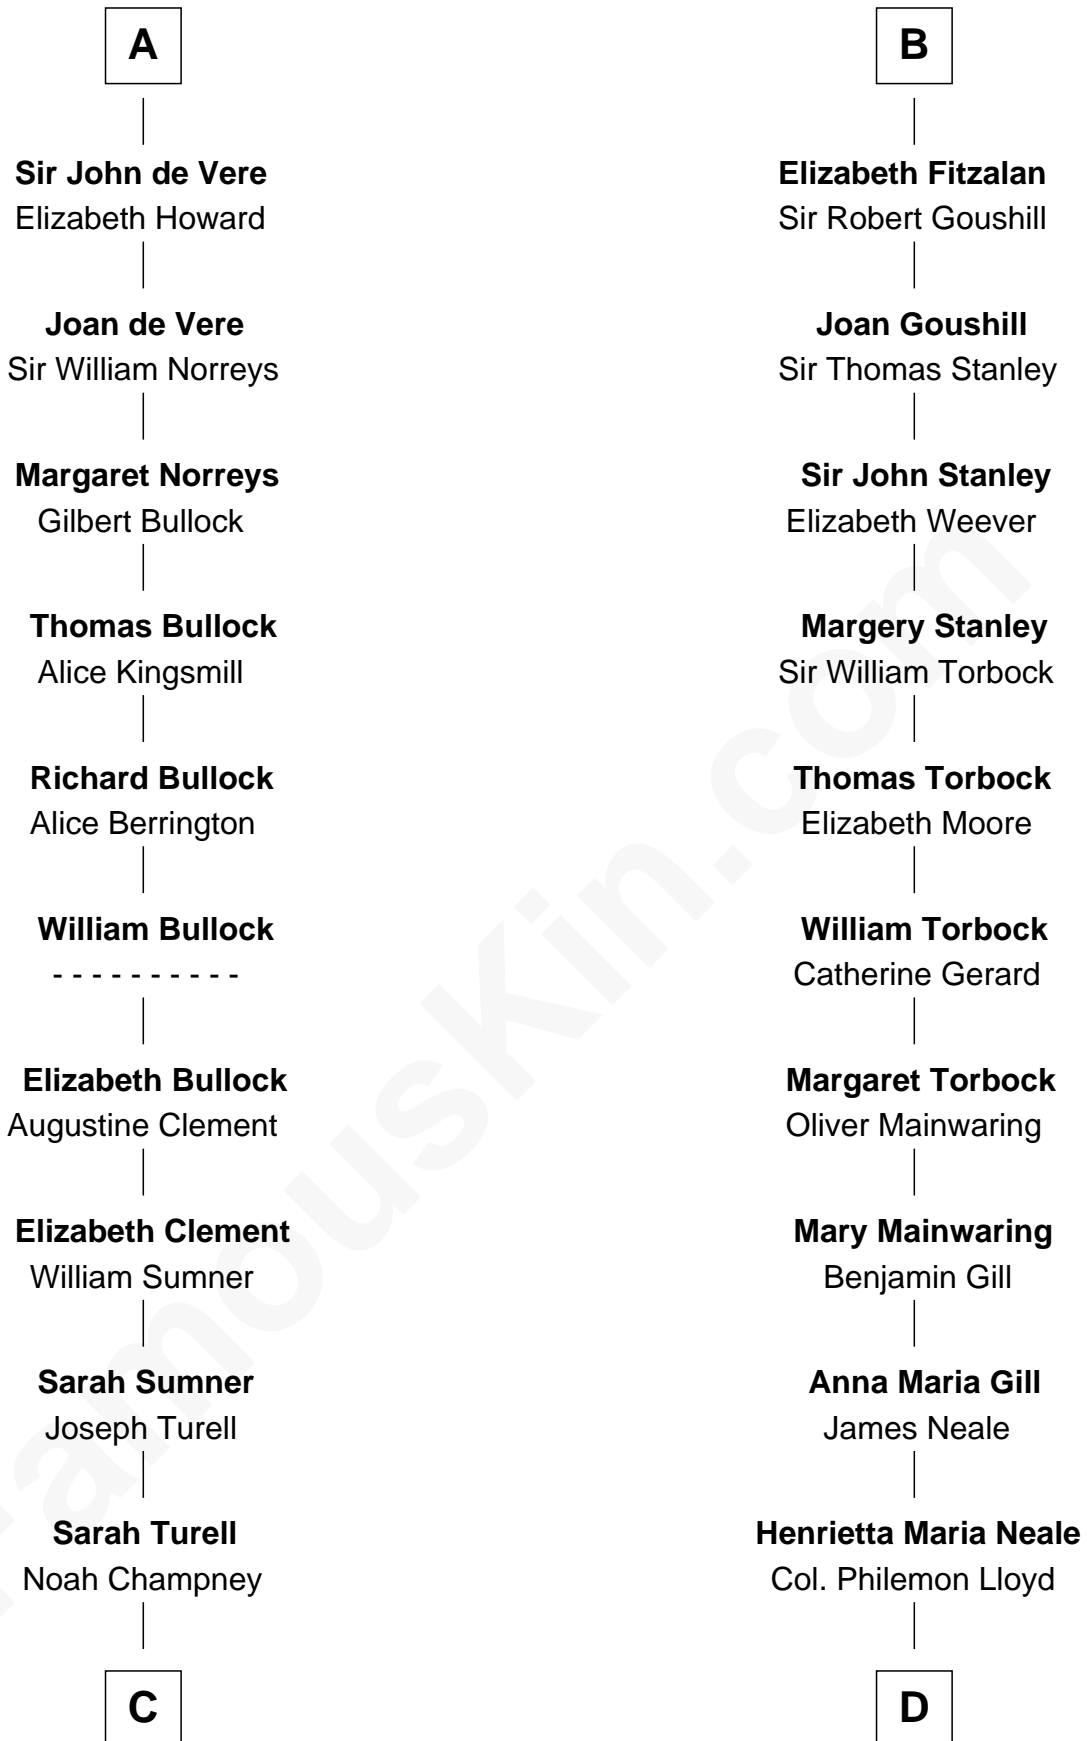 A
Sir John de Vere
Elizabeth Howard
Joan de Vere
Sir William Norreys
Margaret Norreys
Gilbert Bullock
Thomas Bullock
Alice Kingsmill
Richard Bullock
Alice Berrington
William Bullock
- - - - - - - - - -
Elizabeth Bullock
Augustine Clement
Elizabeth Clement
William Sumner
Sarah Sumner
Joseph Turell
Sarah Turell
Noah Champney
C
B
Elizabeth Fitzalan
Sir Robert Goushill
Joan Goushill
Sir Thomas Stanley
Sir John Stanley
Elizabeth Weever
Margery Stanley
Sir William Torbock
Thomas Torbock
Elizabeth Moore
William Torbock
Catherine Gerard
Margaret Torbock
Oliver Mainwaring
Mary Mainwaring
Benjamin Gill
Anna Maria Gill
James Neale
Henrietta Maria Neale
Col. Philemon Lloyd
D
FamousKin.com